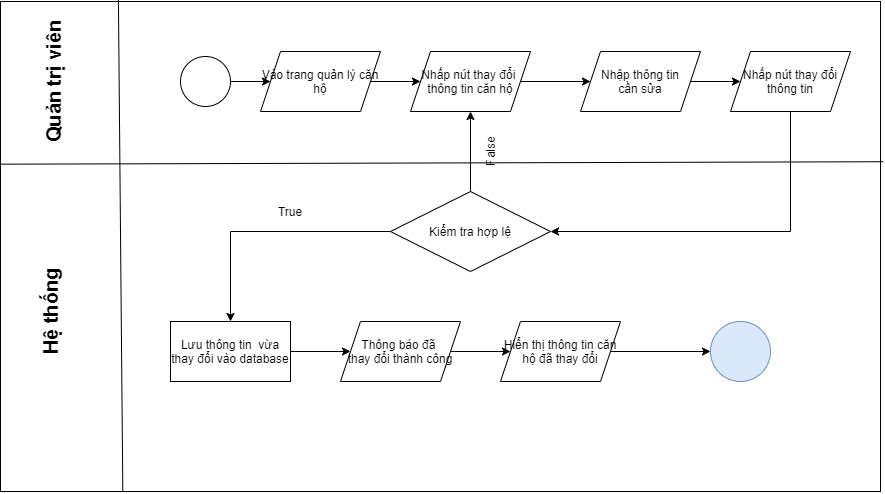 Quản trị viên
Vào trang quản lý căn
hộ
Nhấp nút thay đổi
thông tin căn hộ
Nhập thông tin
cần sửa
Nhấp nút thay đổi
thông tin
False
Kiểm tra hợp lệ
True
Hệ thống
Lưu thông tin vừa
thay đổi vào database
Thông báo đã
thay đổi thành công
Hiển thị thông tin căn
hộ đã thay đổi